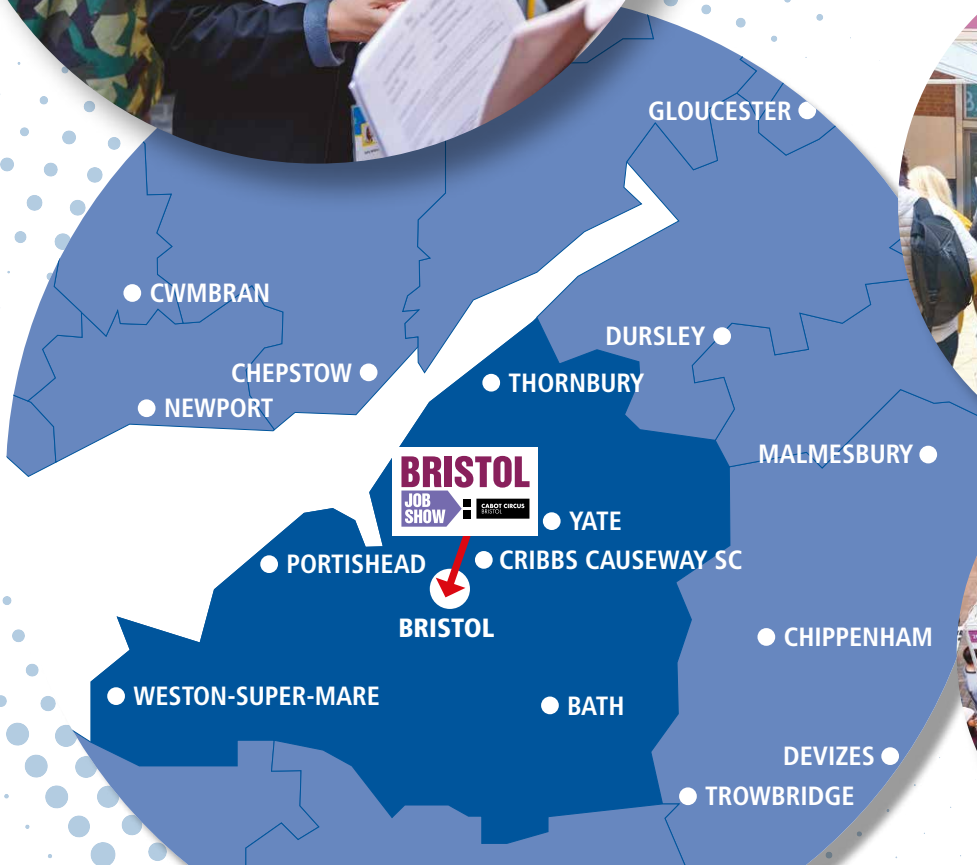 GLOUCESTER
CWMBRAN
DURSLEY
CHEPSTOW
THORNBURY
NEWPORT
MALMESBURY
BRISTOL
JOB
SHOW
CABOT CIRCUS
BRISTOL
YATE
PORTISHEAD
CRIBBS CAUSEWAY SC
BRISTOL
CHIPPENHAM
WESTON-SUPER-MARE
BATH
DEVIZES
TROWBRIDGE